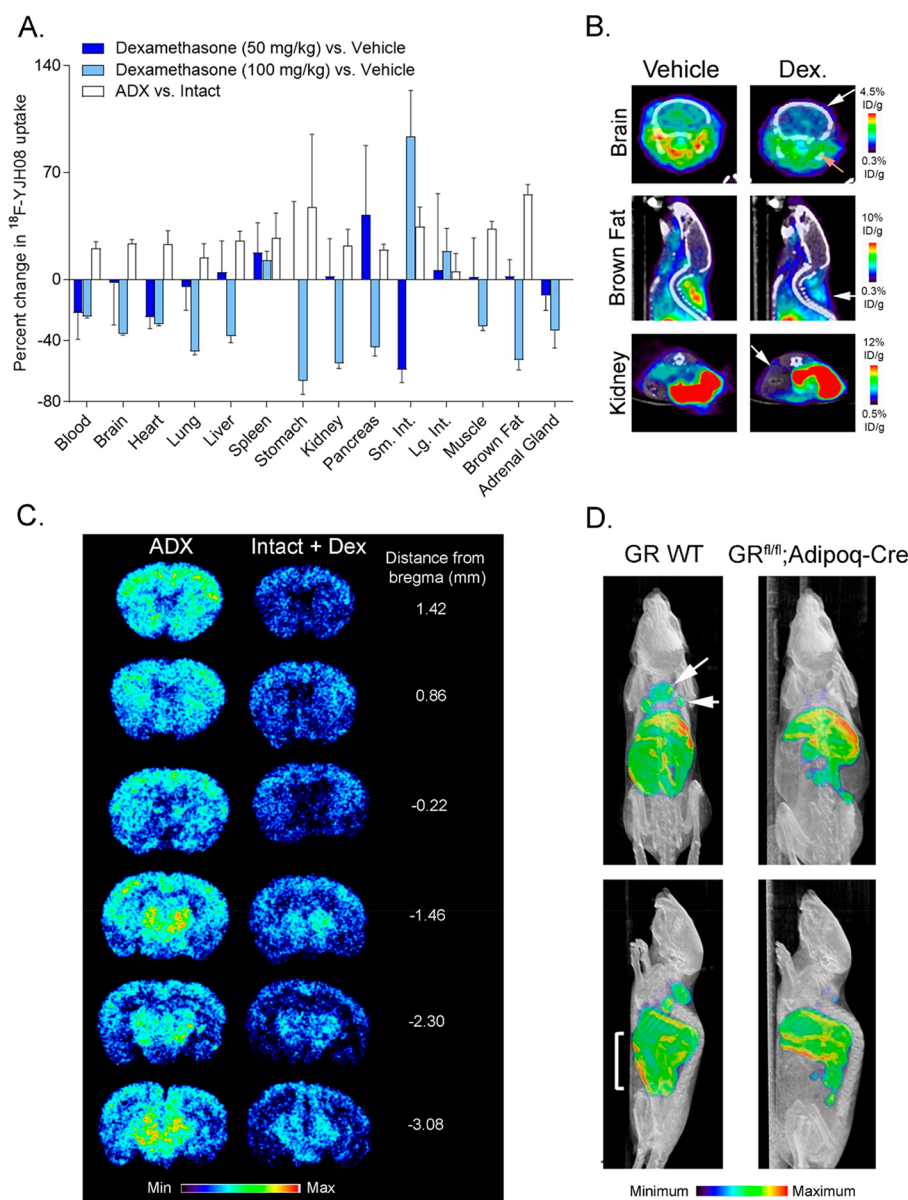 A.
Dexamethasone (50 mg/kg) vs. Vehicle
Dexamethasone (100 mg/kg) vs. Vehicle
ADX vs. Intact
Percent change in ¹⁸F-YJH08 uptake
140
70
0
-40
-80
Blood
Brain
Heart
Lung
Liver
Spleen
Stomach
Kidney
Pancreas
Sm. Int.
Lg. Int.
Muscle
Brown Fat
Adrenal Gland
B.
Vehicle
Dex.
Brain
4.5%
ID/g
0.3%
ID/g
Brown Fat
10%
ID/g
0.3%
ID/g
Kidney
12%
ID/g
0.5%
ID/g
C.
ADX
Intact + Dex
Distance from
bregma (mm)
1.42
0.86
-0.22
-1.46
-2.30
-3.08
Min
Max
D.
GR WT
GRfl/fl;Adipoq-Cre
Minimum
Maximum